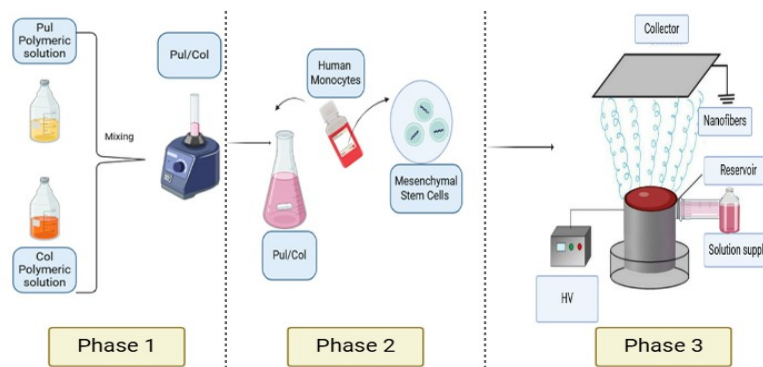 Pul
Polymeric
solution
Mixing
Col
Polymeric
solution
Pul/Col
Phase 1
Human
Monocytes
Mesenchymal
Stem Cells
Pul/Col
Phase 2
Collector
Nanofibers
Reservoir
Solution suppl
HV
Phase 3